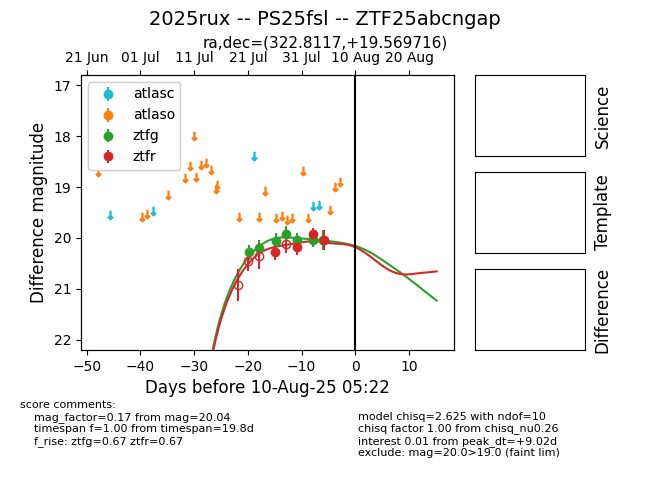 2025rux -- PS25fsl -- ZTF25abcngap
ra,dec=(322.8117,+19.569716)
21 Jun 01 Jul 11 Jul 21 Jul 31 Jul 10 Aug 20 Aug
atlasc
atlaso
ztfg
ztfr
17
18
19
20
21
22
Difference magnitude
−50 −40 −30 −20 −10 0 10
Days before 10-Aug-25 05:22
Science
Template
Difference
score comments:
mag_factor=0.17 from mag=20.04
timespan f=1.00 from timespan=19.8d
f_rise: ztfg=0.67 ztfr=0.67
model chisq=2.625 with ndof=10
chisq factor 1.00 from chisq_nu0.26
interest 0.01 from peak_dt=+9.02d
exclude: mag=20.0>19.0 (faint lim)